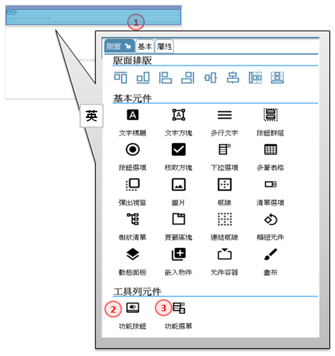 1
版面 基本 屬性
版面排版
英
基本元件
文字標題 文字方塊 多行文字 按鈕群組
按鈕選項 核取方塊 下拉選項 多筆表格
彈出視窗 圖片 框線 清單選項
樹狀清單 頁籤區塊 連結框線 樞紐元件
動態面板 嵌入物件 元件容器 畫布
工具列元件
2 3
功能按鈕 功能選單